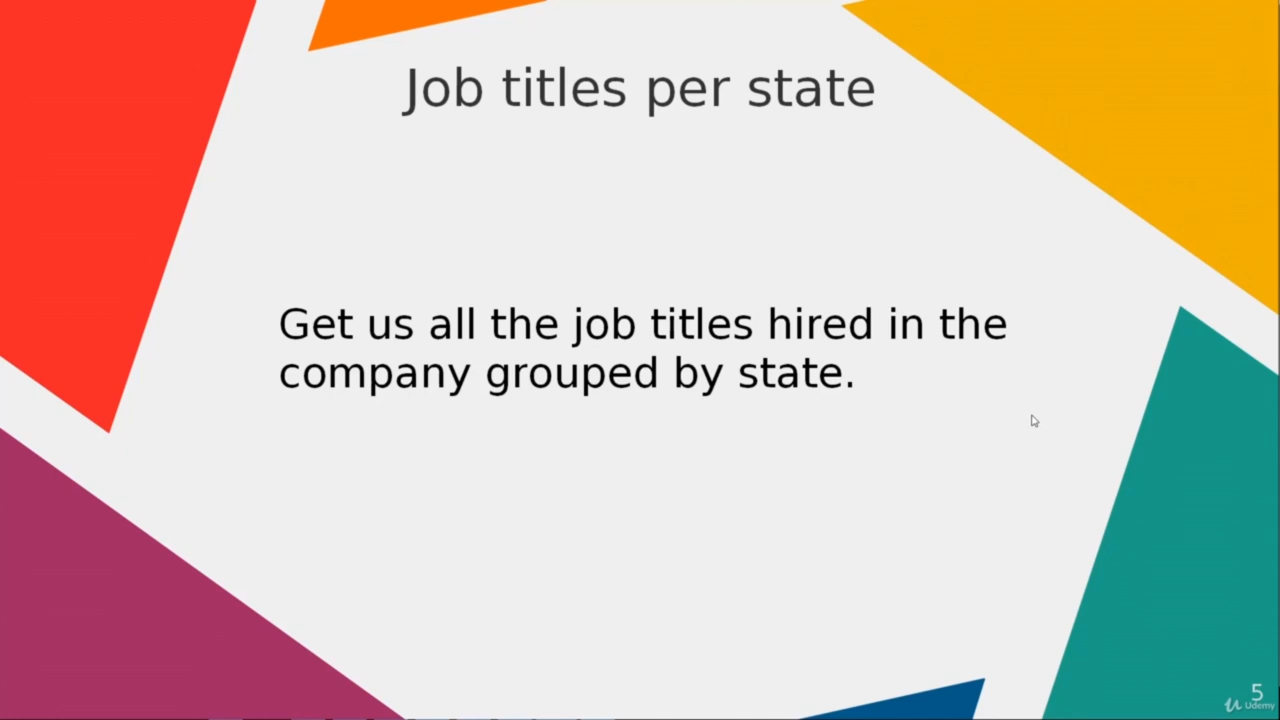 Job titles per state
Get us all the job titles hired in the
company grouped by state.
5
Udemy